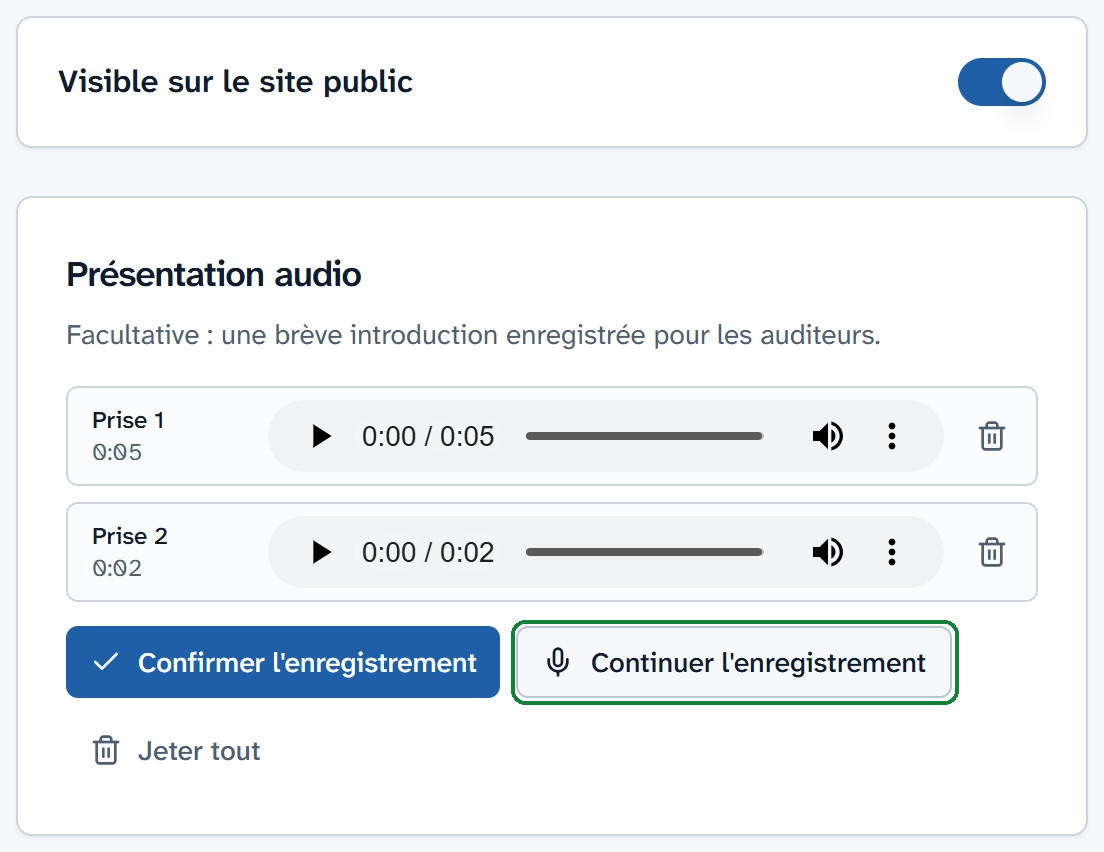 Visible sur le site public
Présentation audio
Facultative : une brève introduction enregistrée pour les auditeurs.
Prise 1
0:05
0:00 / 0:05
Prise 2
0:02
0:00 / 0:02
Confirmer l'enregistrement
Continuer l'enregistrement
Jeter tout